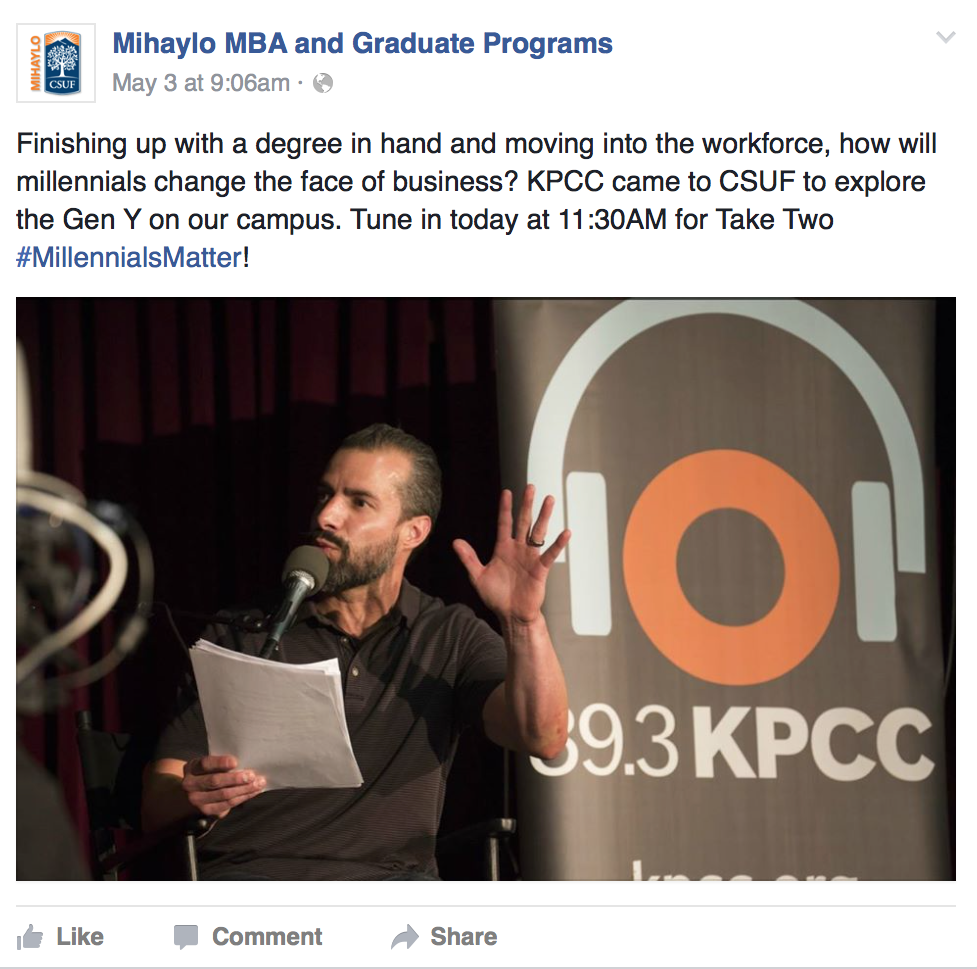 MIHAYLO
CSUF
Mihaylo MBA and Graduate Programs
May 3 at 9:06am ·
Finishing up with a degree in hand and moving into the workforce, how will
millennials change the face of business? KPCC came to CSUF to explore
the Gen Y on our campus. Tune in today at 11:30AM for Take Two
#MillennialsMatter!
89.3 KPCC
kpcc.org
Like Comment Share